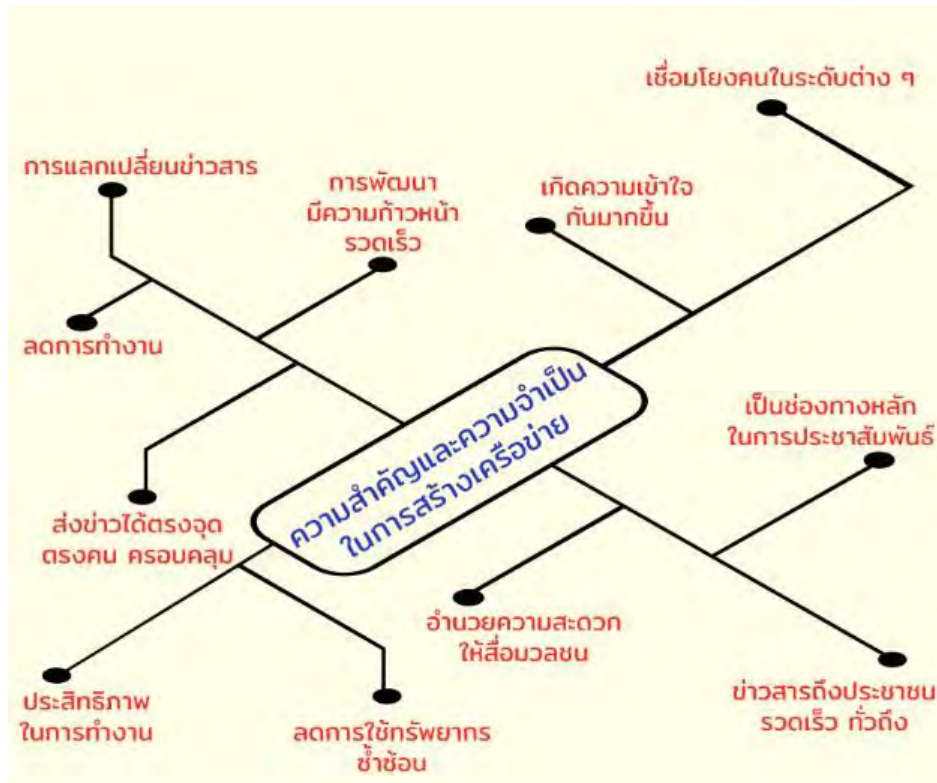 เชื่อมโยงคนในระดับต่าง ๆ
การแลกเปลี่ยนข่าวสาร
การพัฒนา
มีความก้าวหน้า
รวดเร็ว
เกิดความเข้าใจ
กันมากขึ้น
ลดการทำงาน
ความสำคัญและความจำเป็น
ในการสร้างเครือข่าย
เป็นช่องทางหลัก
ในการประชาสัมพันธ์
ส่งข่าวได้ตรงจุด
ตรงคน ครอบคลุม
อำนวยความสะดวก
ให้สื่อมวลชน
ประสิทธิภาพ
ในการทำงาน
ลดการใช้ทรัพยากร
ซ้ำซ้อน
ข่าวสารถึงประชาชน
รวดเร็ว ทั่วถึง